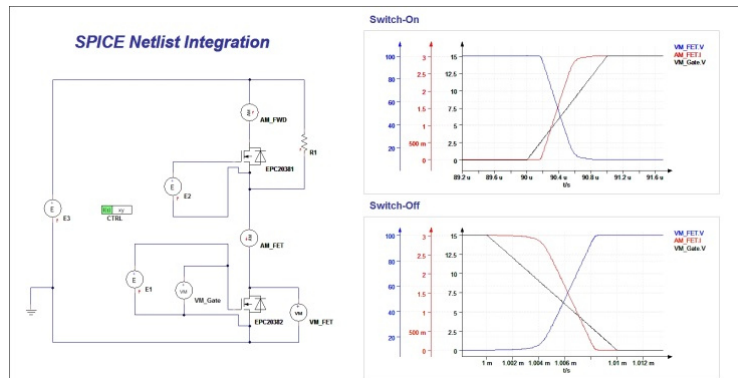 SPICE Netlist Integration
AM_FWD
R1
EPC20381
E
E2
E
E3
CTRL
AM_FET
E
E1
VM
VM_Gate
EPC20382
VM
VM_FET
Switch-On
VM_FET.V
AM_FET.I
VM_Gate.V
100 3 15
2.5 12.5
80
2 10
60
1.5 7.5
40 1 5
500 m 2.5
20
0 0
89.2 u 89.6 u 90 u 90.4 u 90.8 u 91.2 u 91.6 u
t/s
Switch-Off
VM_FET.V
AM_FET.I
VM_Gate.V
100 3 15
2.5 12.5
80
2 10
60
1.5 7.5
40 1 5
500 m 2.5
20
0 0
1 m 1.002 m 1.004 m 1.006 m 1.01 m 1.012 m
t/s